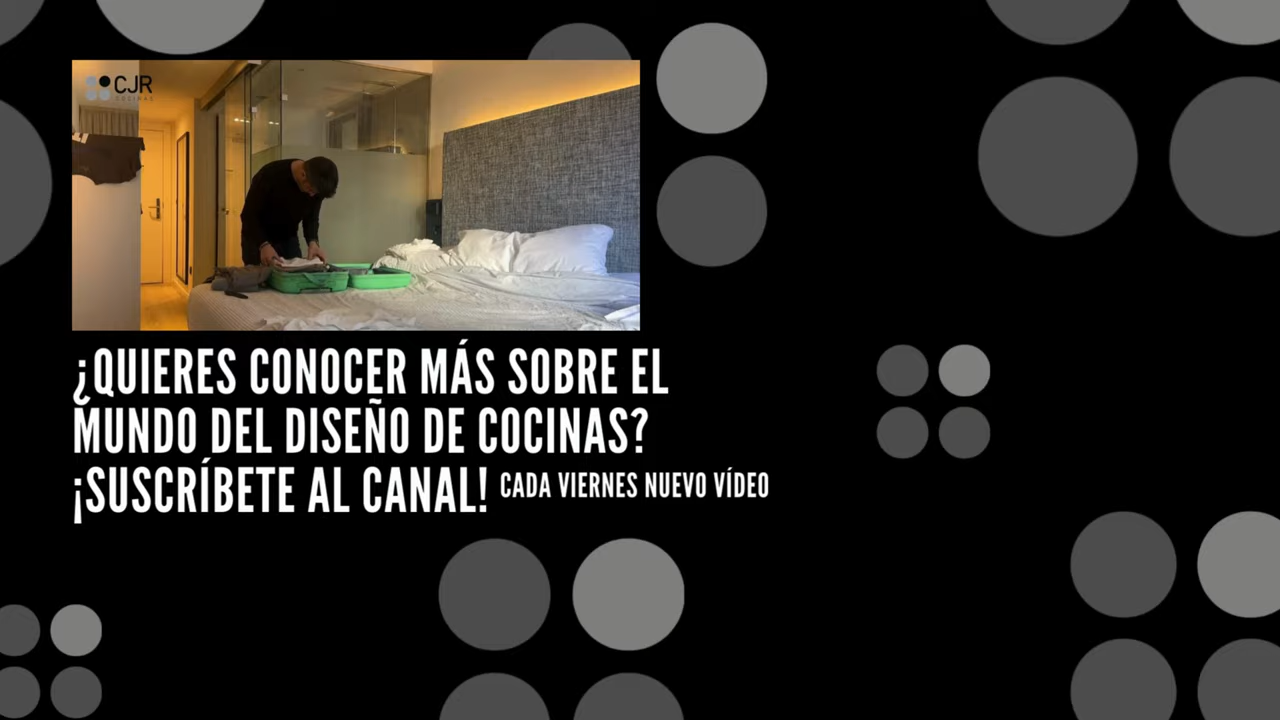 CJR
COCINAS
¿QUIERES CONOCER MÁS SOBRE EL
MUNDO DEL DISEÑO DE COCINAS?
¡SUSCRÍBETE AL CANAL! CADA VIERNES NUEVO VÍDEO